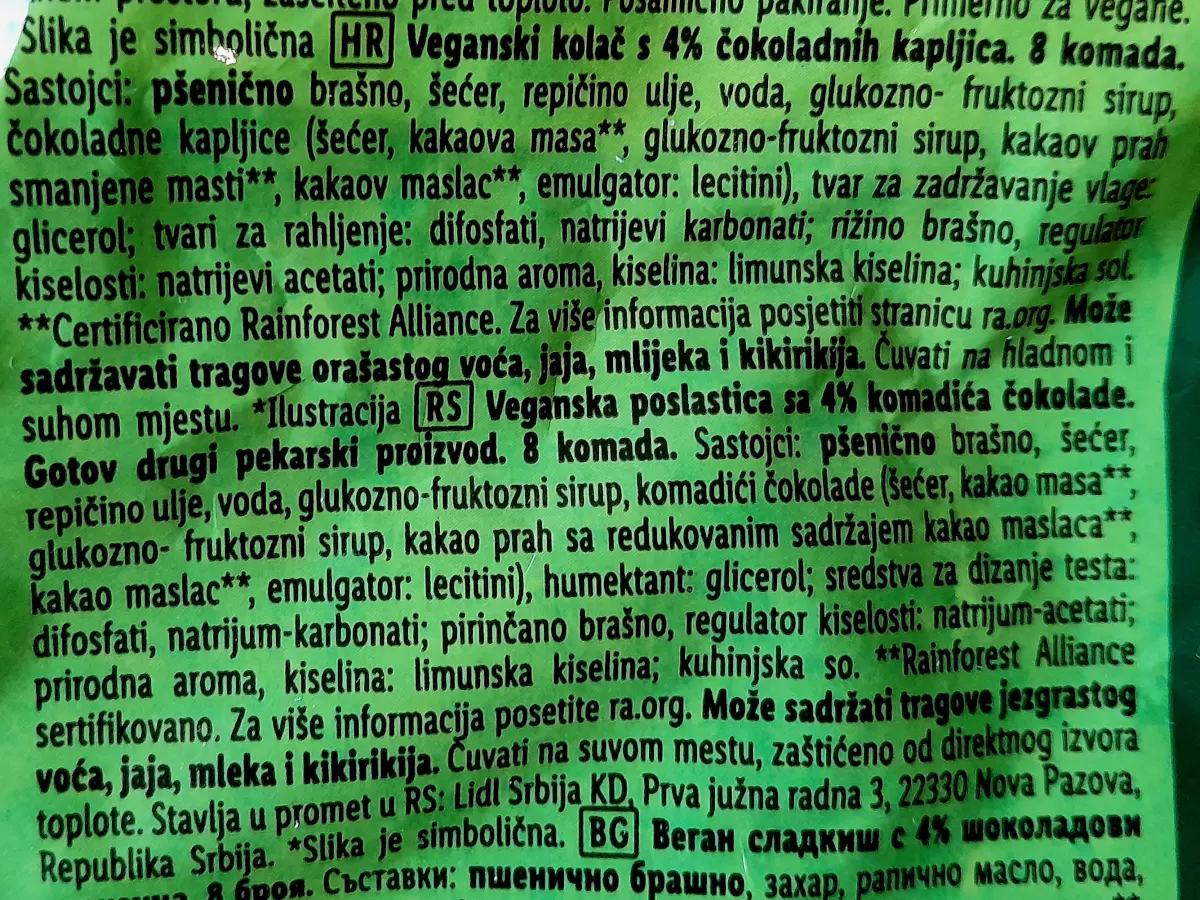 prostora, zaštićeno pred toploto. Posamično pakiranje. Primerno za vegane.
Slika je simbolična HR Veganski kolač s 4% čokoladnih kapljica. 8 komada.
Sastojci: pšenično brašno, šećer, repičino ulje, voda, glukozno- fruktozni sirup,
čokoladne kapljice (šećer, kakaova masa**, glukozno-fruktozni sirup, kakaov prah
smanjene masti**, kakaov maslac**, emulgator: lecitini), tvar za zadržavanje vlage:
glicerol; tvari za rahljenje: difosfati, natrijevi karbonati; rižino brašno, regulator
kiselosti: natrijevi acetati; prirodna aroma, kiselina: limunska kiselina; kuhinjska sol.
**Certificirano Rainforest Alliance. Za više informacija posjetiti stranicu ra.org. Može
sadržavati tragove orašastog voća, jaja, mlijeka i kikirikija. Čuvati na hladnom i
suhom mjestu. *Ilustracija RS Veganska poslastica sa 4% komadića čokolade.
Gotov drugi pekarski proizvod. 8 komada. Sastojci: pšenično brašno, šećer,
repičino ulje, voda, glukozno-fruktozni sirup, komadići čokolade (šećer, kakao masa**,
glukozno- fruktozni sirup, kakao prah sa redukovanim sadržajem kakao maslaca**,
kakao maslac**, emulgator: lecitini), humektant: glicerol; sredstva za dizanje testa:
difosfati, natrijum-karbonati; pirinčano brašno, regulator kiselosti: natrijum-acetati;
prirodna aroma, kiselina: limunska kiselina; kuhinjska so. **Rainforest Alliance
sertifikovano. Za više informacija posetite ra.org. Može sadržati tragove jezgrastog
voća, jaja, mleka i kikirikija. Čuvati na suvom mestu, zaštićeno od direktnog izvora
toplote. Stavlja u promet u RS: Lidl Srbija KD, Prva južna radna 3, 22330 Nova Pazova,
Republika Srbija. *Slika je simbolična. BG Веган сладкиш с 4% шоколадови
8 броя. Съставки: пшенично брашно, захар, рапично масло, вода,